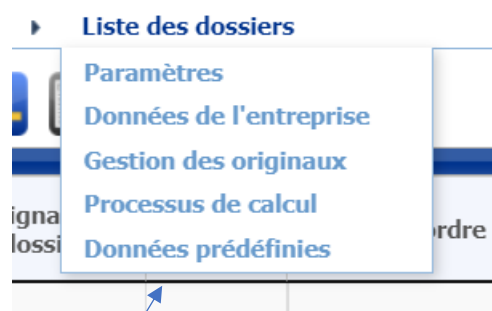 Liste des dossiers
Paramètres
Données de l'entreprise
Gestion des originaux
Processus de calcul
Données prédéfinies